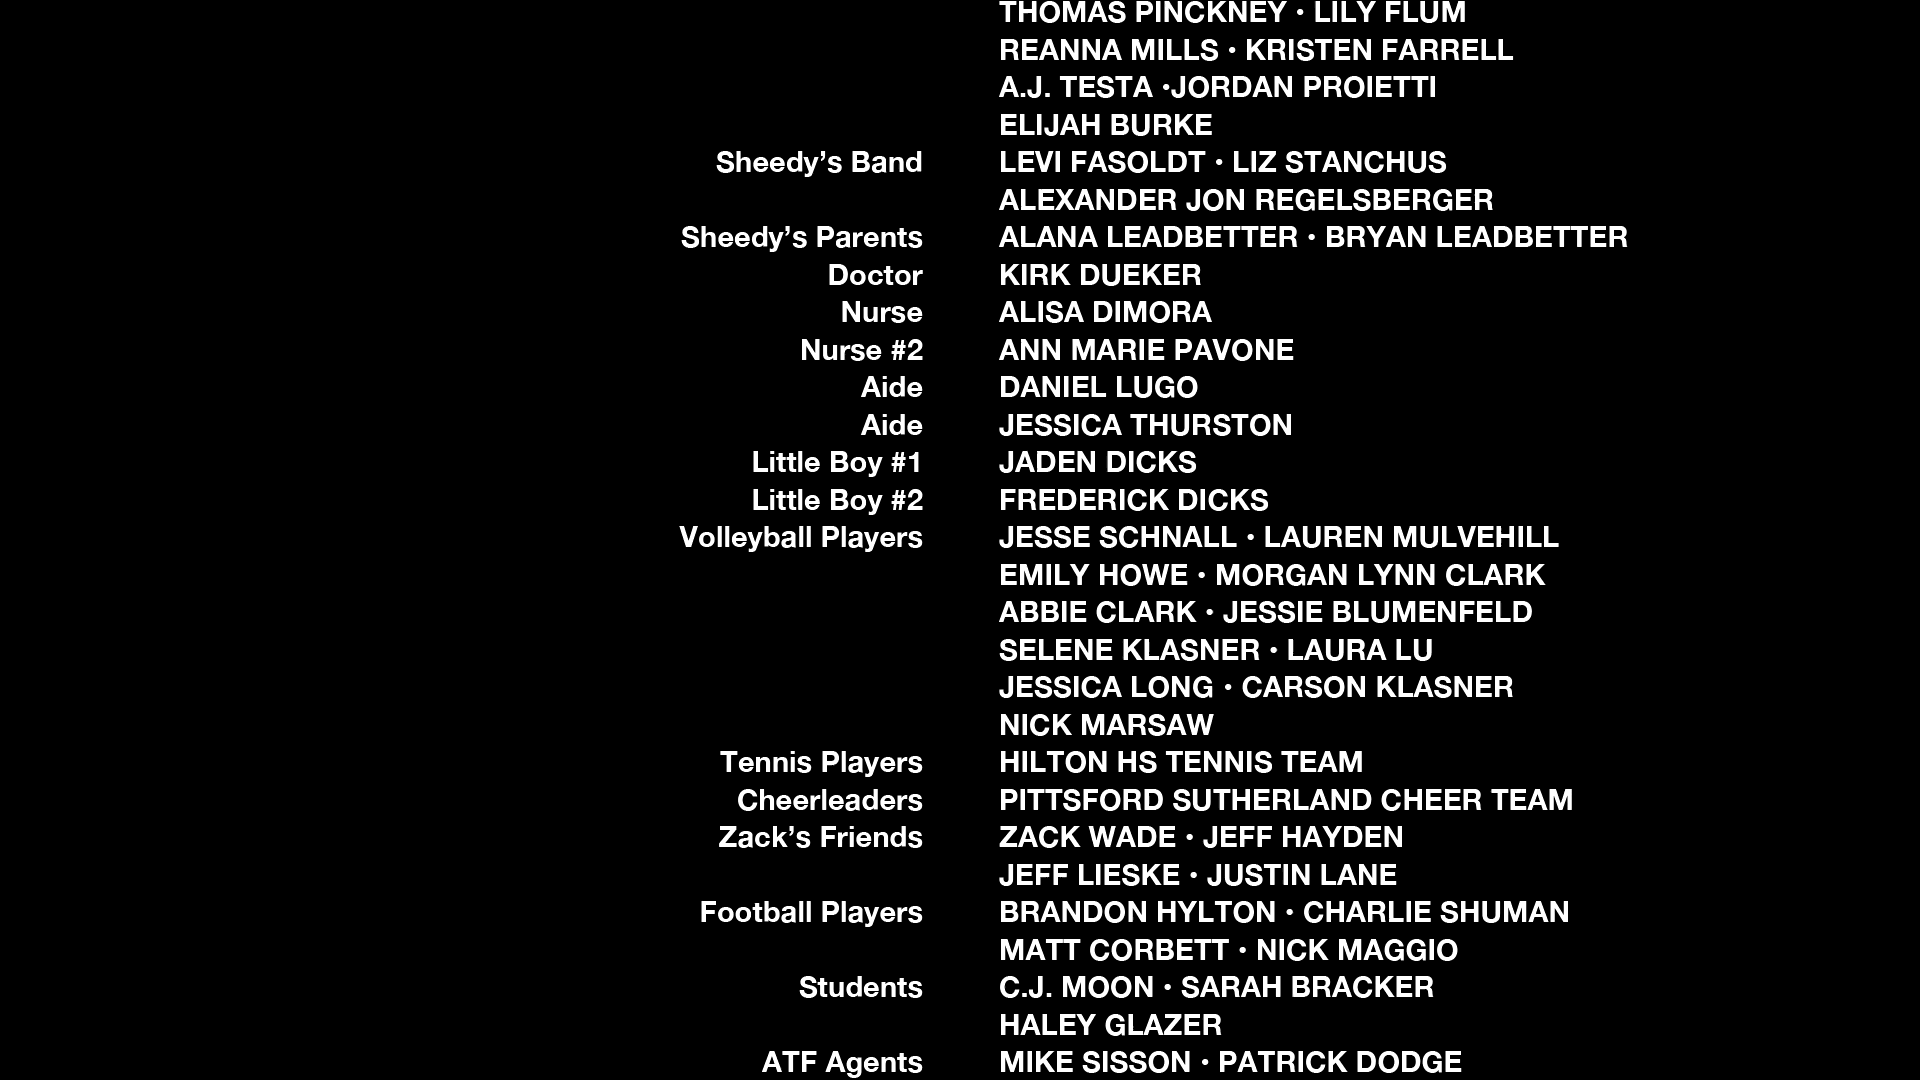 THOMAS PINCKNEY • LILY FLUM
REANNA MILLS • KRISTEN FARRELL
A.J. TESTA •JORDAN PROIETTI
ELIJAH BURKE
Sheedy’s Band LEVI FASOLDT • LIZ STANCHUS
ALEXANDER JON REGELSBERGER
Sheedy’s Parents ALANA LEADBETTER • BRYAN LEADBETTER
Doctor KIRK DUEKER
Nurse ALISA DIMORA
Nurse #2 ANN MARIE PAVONE
Aide DANIEL LUGO
Aide JESSICA THURSTON
Little Boy #1 JADEN DICKS
Little Boy #2 FREDERICK DICKS
Volleyball Players JESSE SCHNALL • LAUREN MULVEHILL
EMILY HOWE • MORGAN LYNN CLARK
ABBIE CLARK • JESSIE BLUMENFELD
SELENE KLASNER • LAURA LU
JESSICA LONG • CARSON KLASNER
NICK MARSAW
Tennis Players HILTON HS TENNIS TEAM
Cheerleaders PITTSFORD SUTHERLAND CHEER TEAM
Zack’s Friends ZACK WADE • JEFF HAYDEN
JEFF LIESKE • JUSTIN LANE
Football Players BRANDON HYLTON • CHARLIE SHUMAN
MATT CORBETT • NICK MAGGIO
Students C.J. MOON • SARAH BRACKER
HALEY GLAZER
ATF Agents MIKE SISSON • PATRICK DODGE